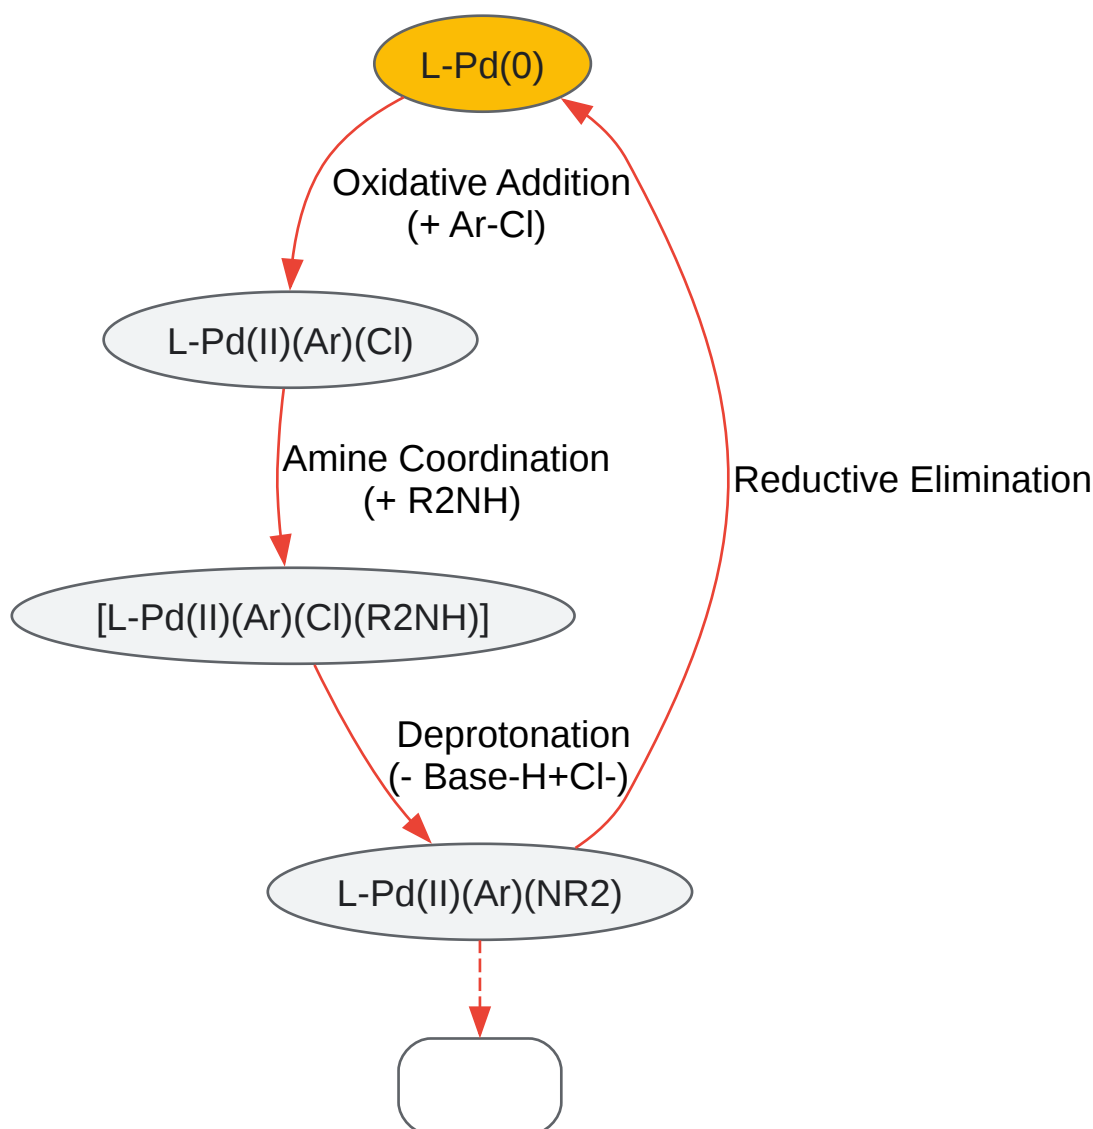 L-Pd(0)
Oxidative Addition
(+ Ar-Cl)
L-Pd(II)(Ar)(Cl)
Amine Coordination
(+ R2NH)
Reductive Elimination
[L-Pd(II)(Ar)(Cl)(R2NH)]
Deprotonation
(- Base-H+Cl-)
L-Pd(II)(Ar)(NR2)